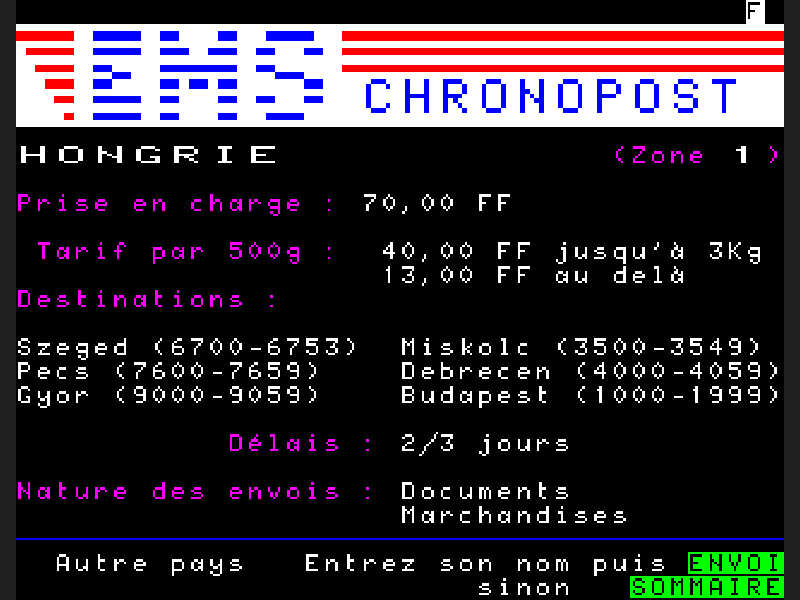 F
EMS
CHRONOPOST
HONGRIE (Zone 1 )
Prise en charge : 70,00 FF
Tarif par 500g : 40,00 FF jusqu'à 3Kg
13,00 FF au delà
Destinations :
Szeged (6700-6753) Miskolc (3500-3549)
Pecs (7600-7659) Debrecen (4000-4059)
Gyor (9000-9059) Budapest (1000-1999)
Délais : 2/3 jours
Nature des envois : Documents
Marchandises
Autre pays Entrez son nom puis ENVOI
sinon SOMMAIRE